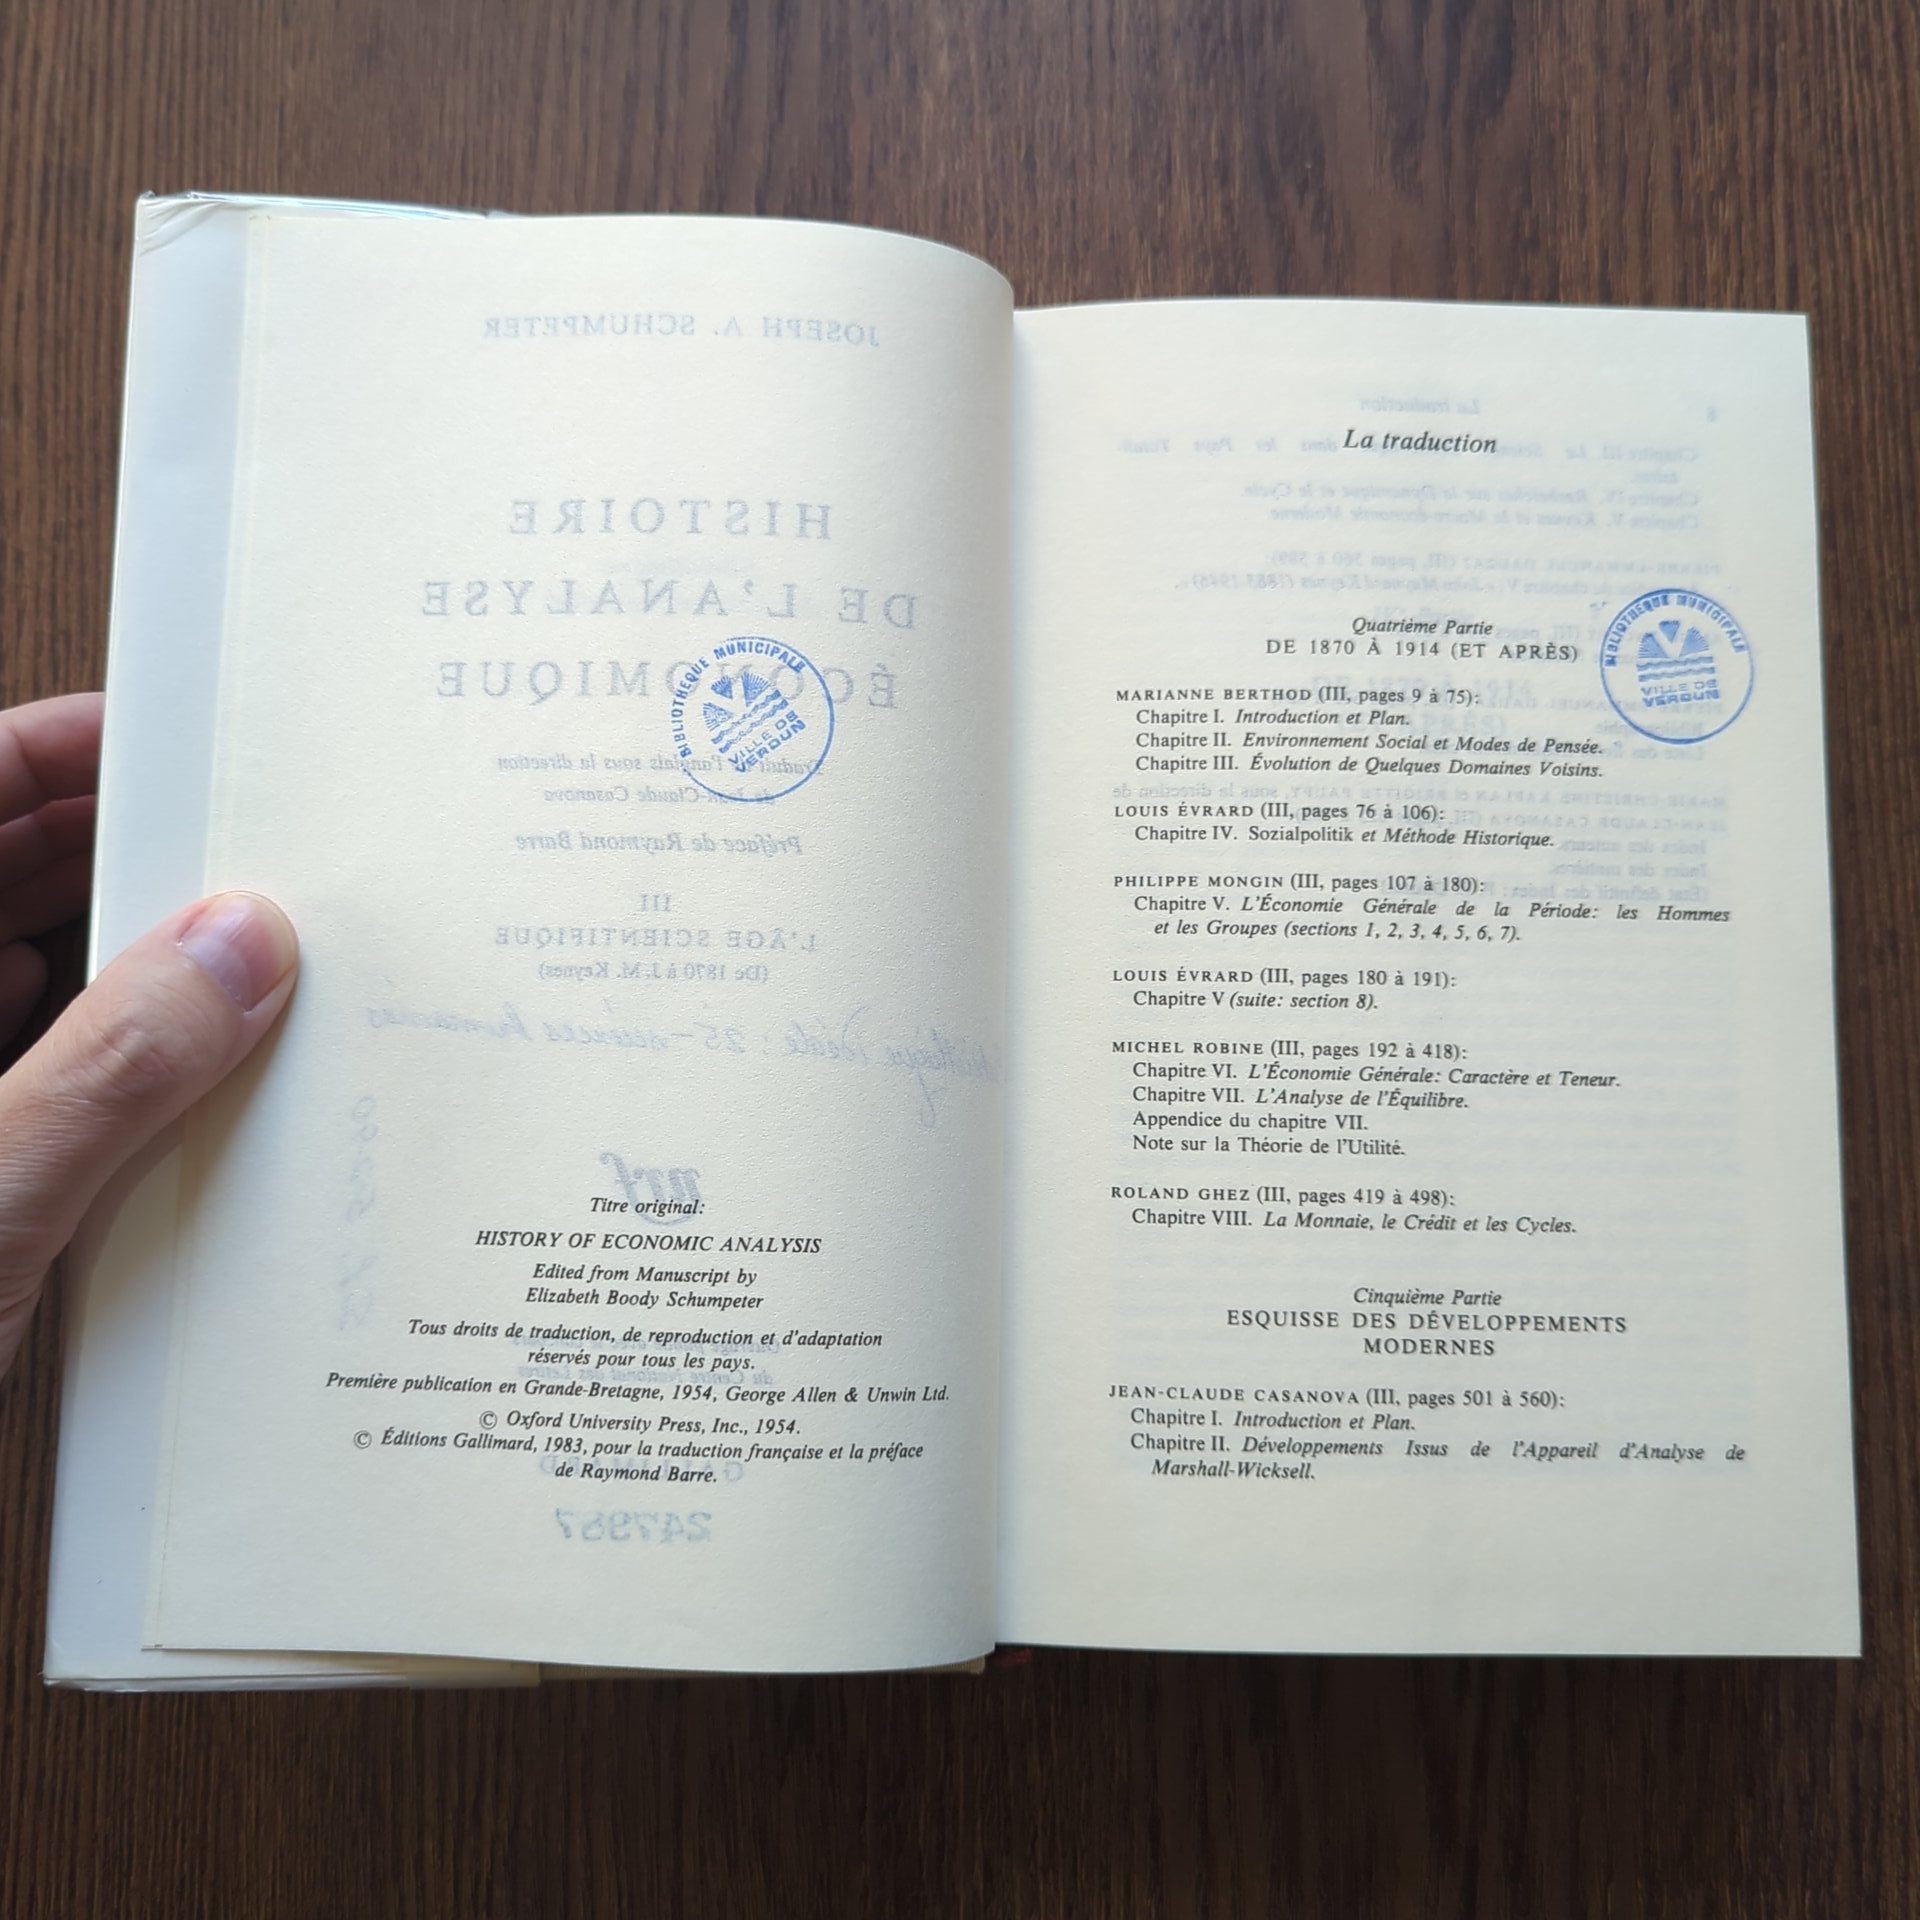 BIBLIOTHÈQUE MUNICIPALE
VILLE DE
VERDUN
Titre original:
HISTORY OF ECONOMIC ANALYSIS
Edited from Manuscript by
Elizabeth Boody Schumpeter
Tous droits de traduction, de reproduction et d'adaptation
réservés pour tous les pays.
Première publication en Grande-Bretagne, 1954, George Allen & Unwin Ltd.
© Oxford University Press, Inc., 1954.
© Éditions Gallimard, 1983, pour la traduction française et la préface
de Raymond Barre.
La traduction
BIBLIOTHÈQUE MUNICIPALE
VILLE DE
VERDUN
Quatrième Partie
DE 1870 À 1914 (ET APRÈS)
MARIANNE BERTHOD (III, pages 9 à 75):
Chapitre I. Introduction et Plan.
Chapitre II. Environnement Social et Modes de Pensée.
Chapitre III. Évolution de Quelques Domaines Voisins.
LOUIS ÉVRARD (III, pages 76 à 106):
Chapitre IV. Sozialpolitik et Méthode Historique.
PHILIPPE MONGIN (III, pages 107 à 180):
Chapitre V. L'Économie Générale de la Période: les Hommes
et les Groupes (sections 1, 2, 3, 4, 5, 6, 7).
LOUIS ÉVRARD (III, pages 180 à 191):
Chapitre V (suite: section 8).
MICHEL ROBINE (III, pages 192 à 418):
Chapitre VI. L'Économie Générale: Caractère et Teneur.
Chapitre VII. L'Analyse de l'Équilibre.
Appendice du chapitre VII.
Note sur la Théorie de l'Utilité.
ROLAND GHEZ (III, pages 419 à 498):
Chapitre VIII. La Monnaie, le Crédit et les Cycles.
Cinquième Partie
ESQUISSE DES DÉVELOPPEMENTS
MODERNES
JEAN-CLAUDE CASANOVA (III, pages 501 à 560):
Chapitre I. Introduction et Plan.
Chapitre II. Développements Issus de l'Appareil d'Analyse de
Marshall-Wicksell.